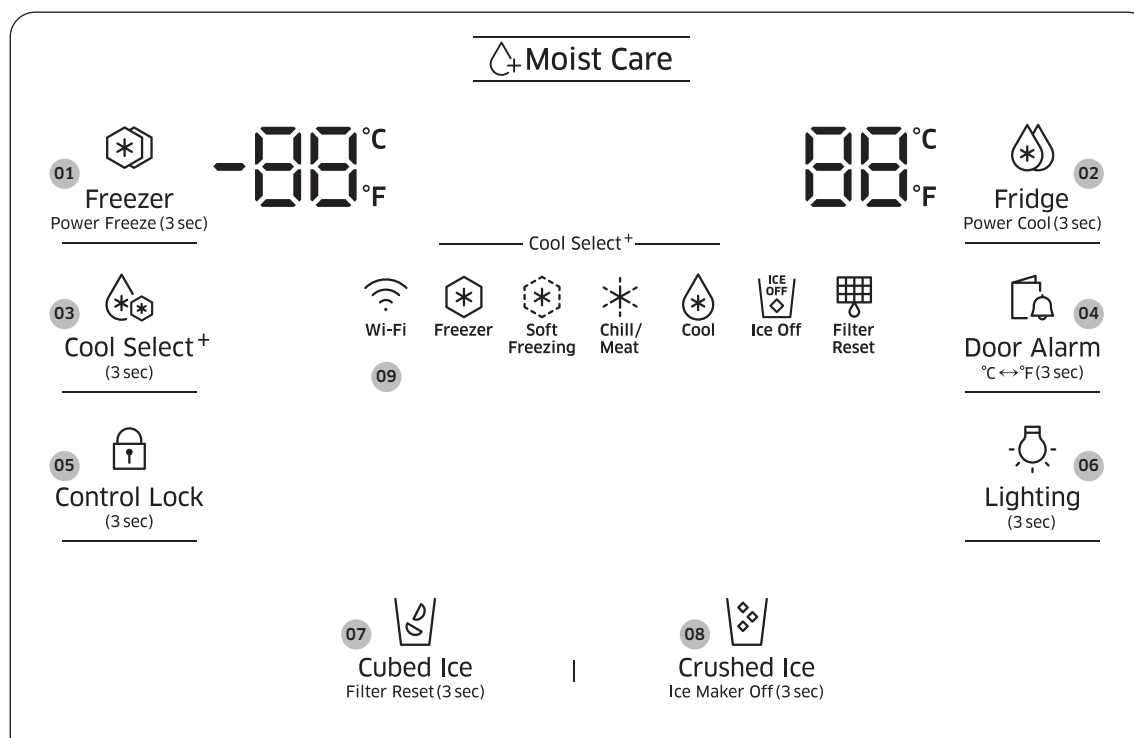 Moist Care
-88 °C
°F
88 °C
°F
01
Freezer
Power Freeze (3 sec)
02
Fridge
Power Cool (3 sec)
Cool Select+
03
Cool Select+
(3 sec)
Wi-Fi
Freezer
Soft
Freezing
Chill/
Meat
Cool
ICE
OFF
Ice Off
Filter
Reset
09
04
Door Alarm
°C↔°F (3 sec)
05
Control Lock
(3 sec)
06
Lighting
(3 sec)
07
Cubed Ice
Filter Reset (3 sec)
08
Crushed Ice
Ice Maker Off (3 sec)